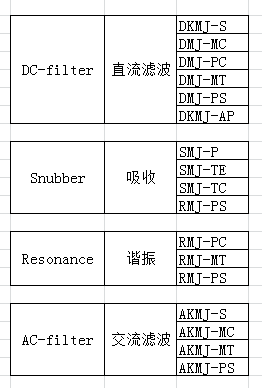 DC-filter 直流滤波 DKMJ-S
DMJ-MC
DMJ-PC
DMJ-MT
DMJ-PS
DKMJ-AP
Snubber 吸收 SMJ-P
SMJ-TE
SMJ-TC
RMJ-PS
Resonance 谐振 RMJ-PC
RMJ-MT
RMJ-PS
AC-filter 交流滤波 AKMJ-S
AKMJ-MC
AKMJ-MT
AKMJ-PS